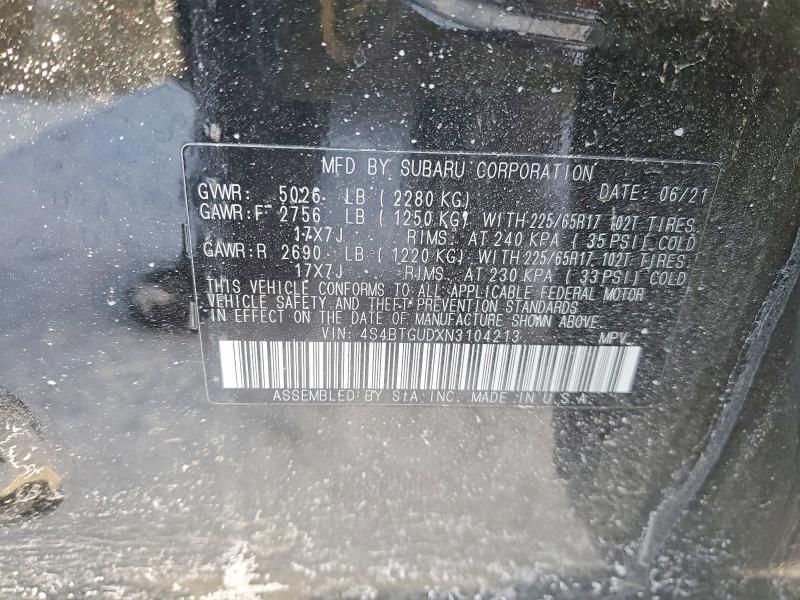 MFD BY SUBARU CORPORATION
GVWR: 5026 LB (2280 KG) DATE: 06/21
GAWR:F 2756 LB (1250 KG) WITH 225/65R17 102T TIRES
17X7J RIMS. AT 240 KPA (35 PSI) COLD
GAWR:R 2690 LB (1220 KG) WITH 225/65R17 102T TIRES
17X7J RIMS. AT 230 KPA (33 PSI) COLD
THIS VEHICLE CONFORMS TO ALL APPLICABLE FEDERAL MOTOR
VEHICLE SAFETY AND THEFT PREVENTION STANDARDS
IN EFFECT ON THE DATE OF MANUFACTURE SHOWN ABOVE.
VIN: 4S4BTGUDXN3104213 MPV
ASSEMBLED BY SIA, INC. MADE IN U.S.A.